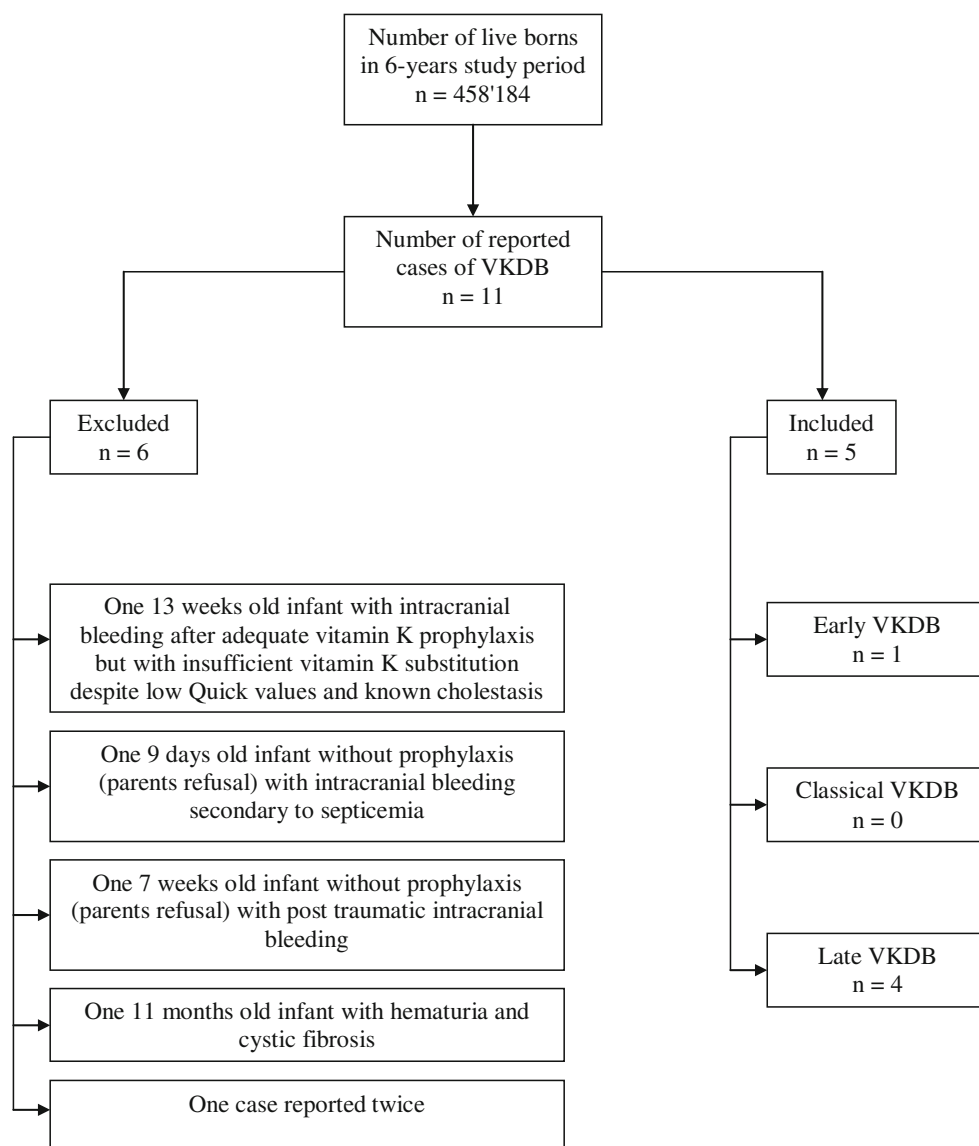 Number of live borns
in 6-years study period
n = 458'184
Number of reported
cases of VKDB
n = 11
Excluded
n = 6
Included
n = 5
One 13 weeks old infant with intracranial
bleeding after adequate vitamin K prophylaxis
but with insufficient vitamin K substitution
despite low Quick values and known cholestasis
One 9 days old infant without prophylaxis
(parents refusal) with intracranial bleeding
secondary to septicemia
One 7 weeks old infant without prophylaxis
(parents refusal) with post traumatic intracranial
bleeding
One 11 months old infant with hematuria and
cystic fibrosis
One case reported twice
Early VKDB
n = 1
Classical VKDB
n = 0
Late VKDB
n = 4